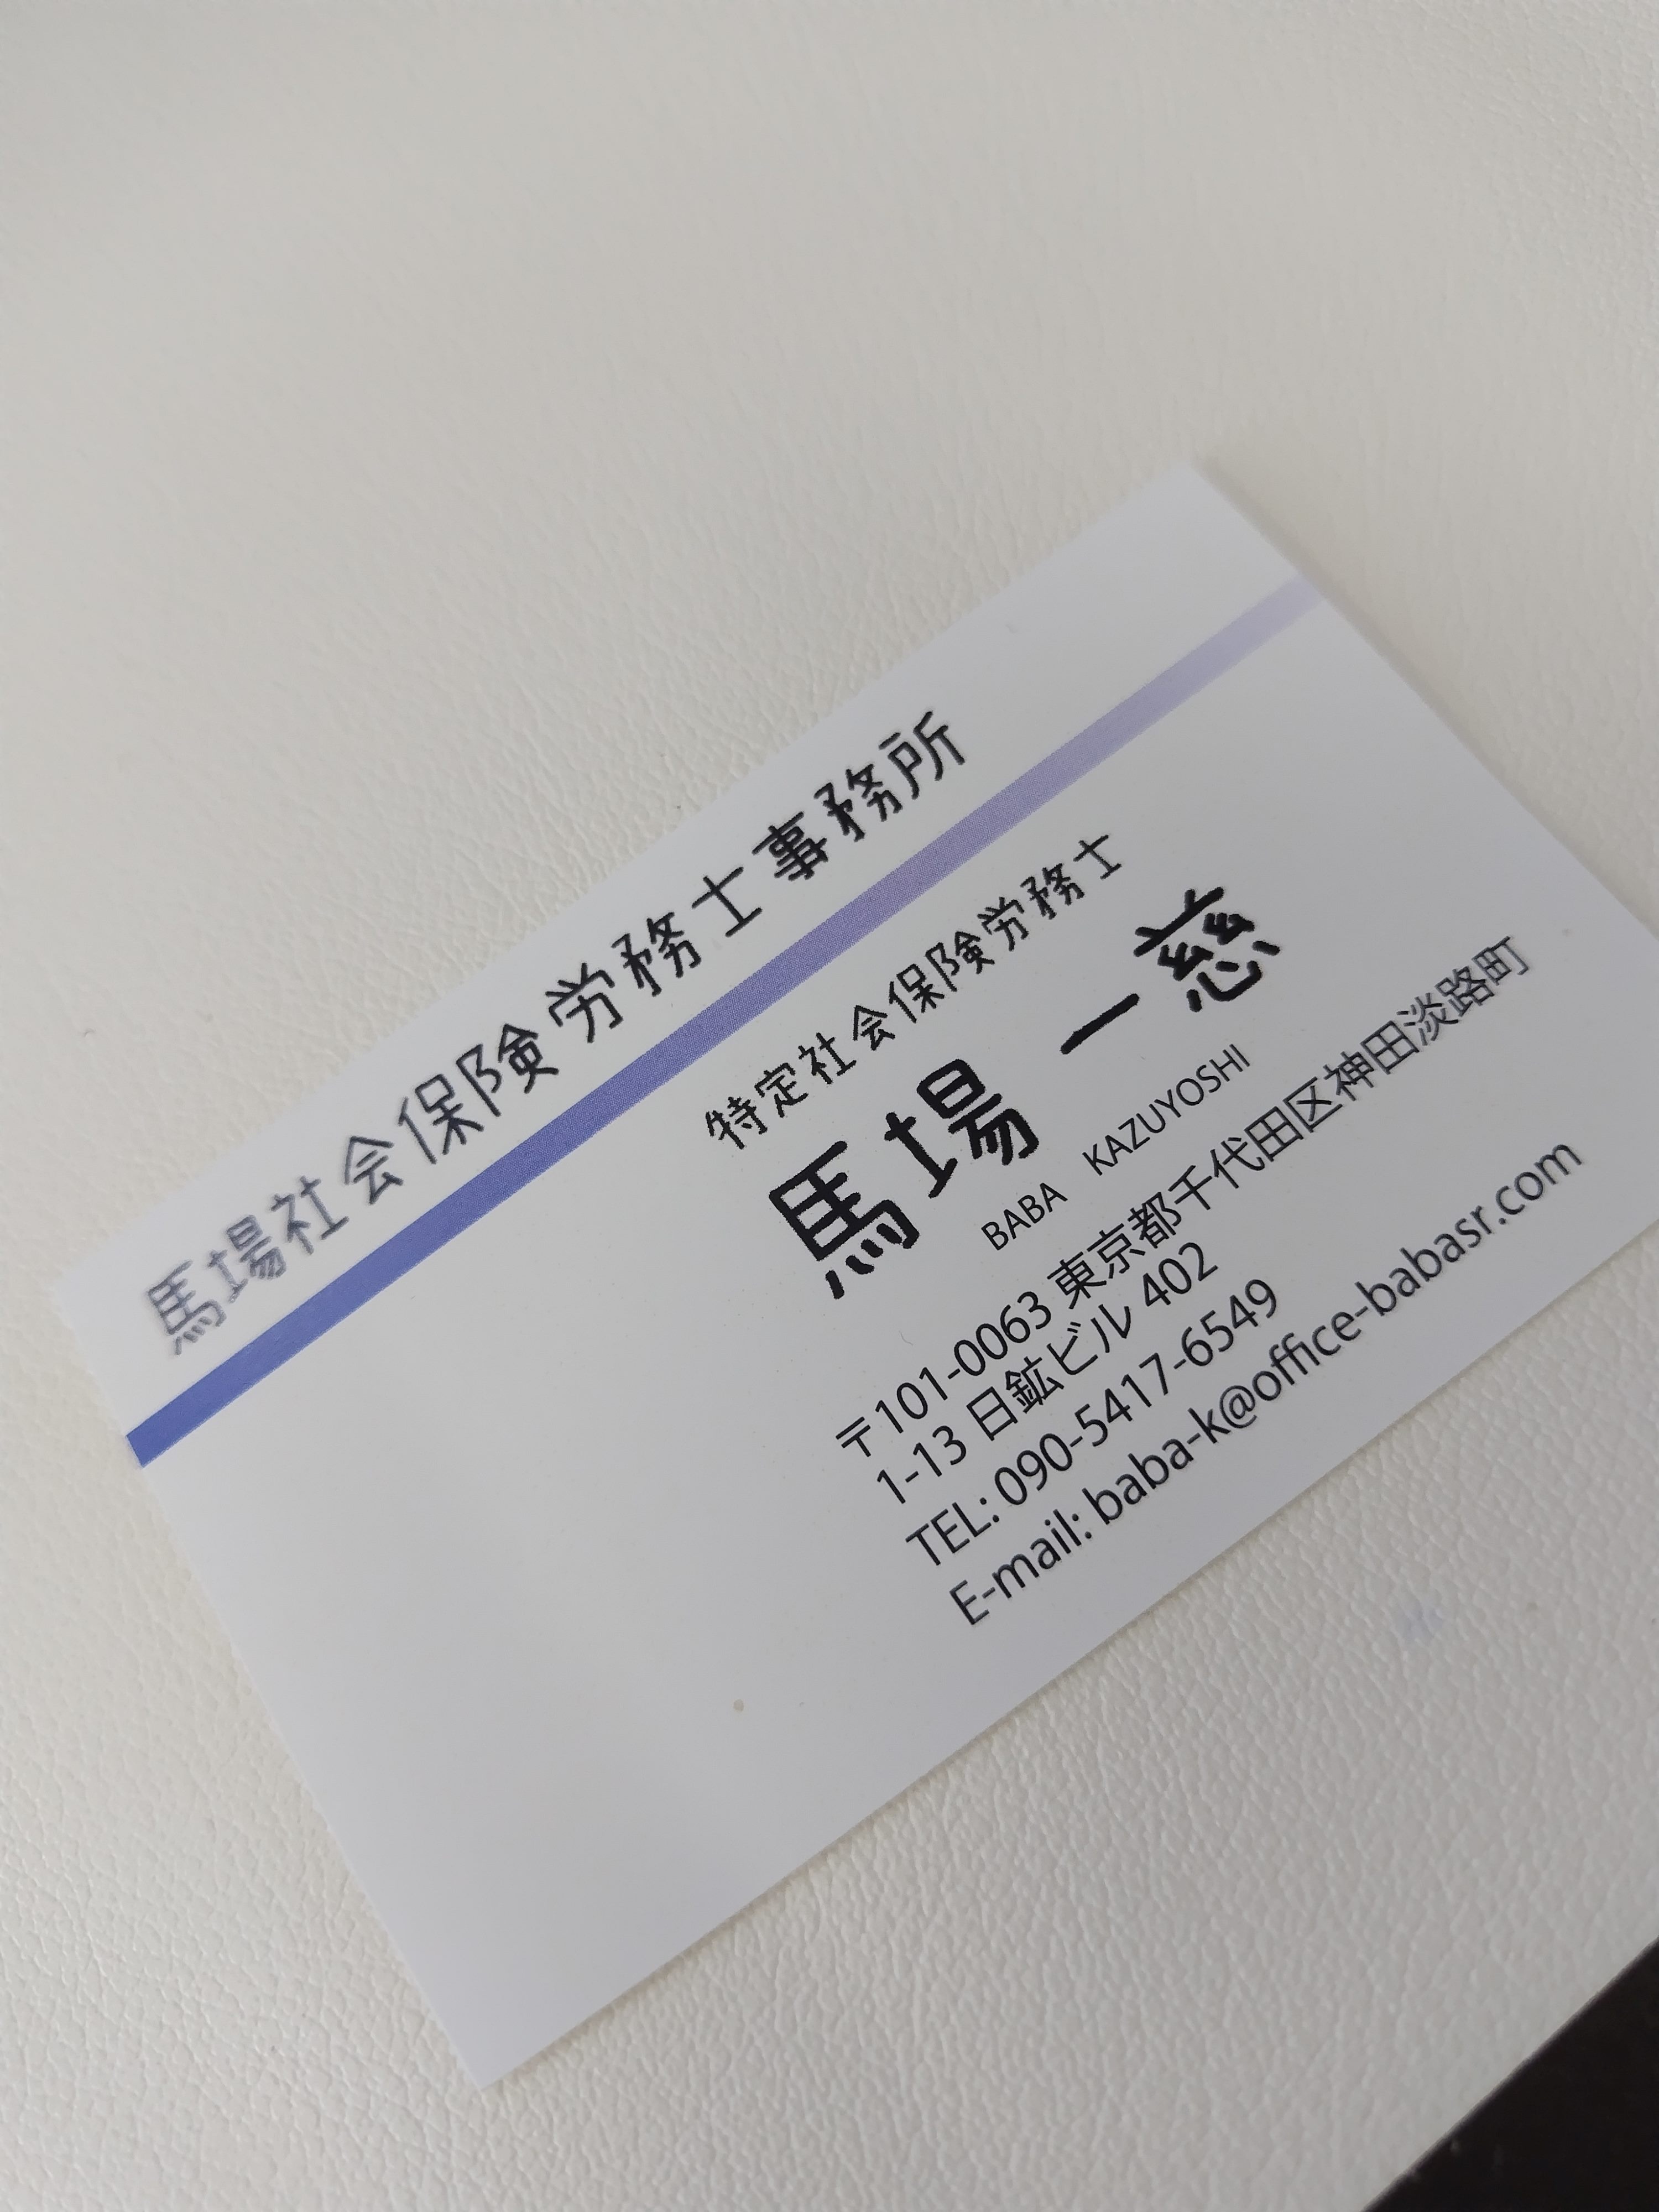 馬場社会保険労務士事務所
特定社会保険労務士
馬場 一慈
BABA KAZUYOSHI
〒101-0063 東京都千代田区神田淡路町
1-13 日鉱ビル 402
TEL: 090-5417-6549
E-mail: baba-k@office-babasr.com